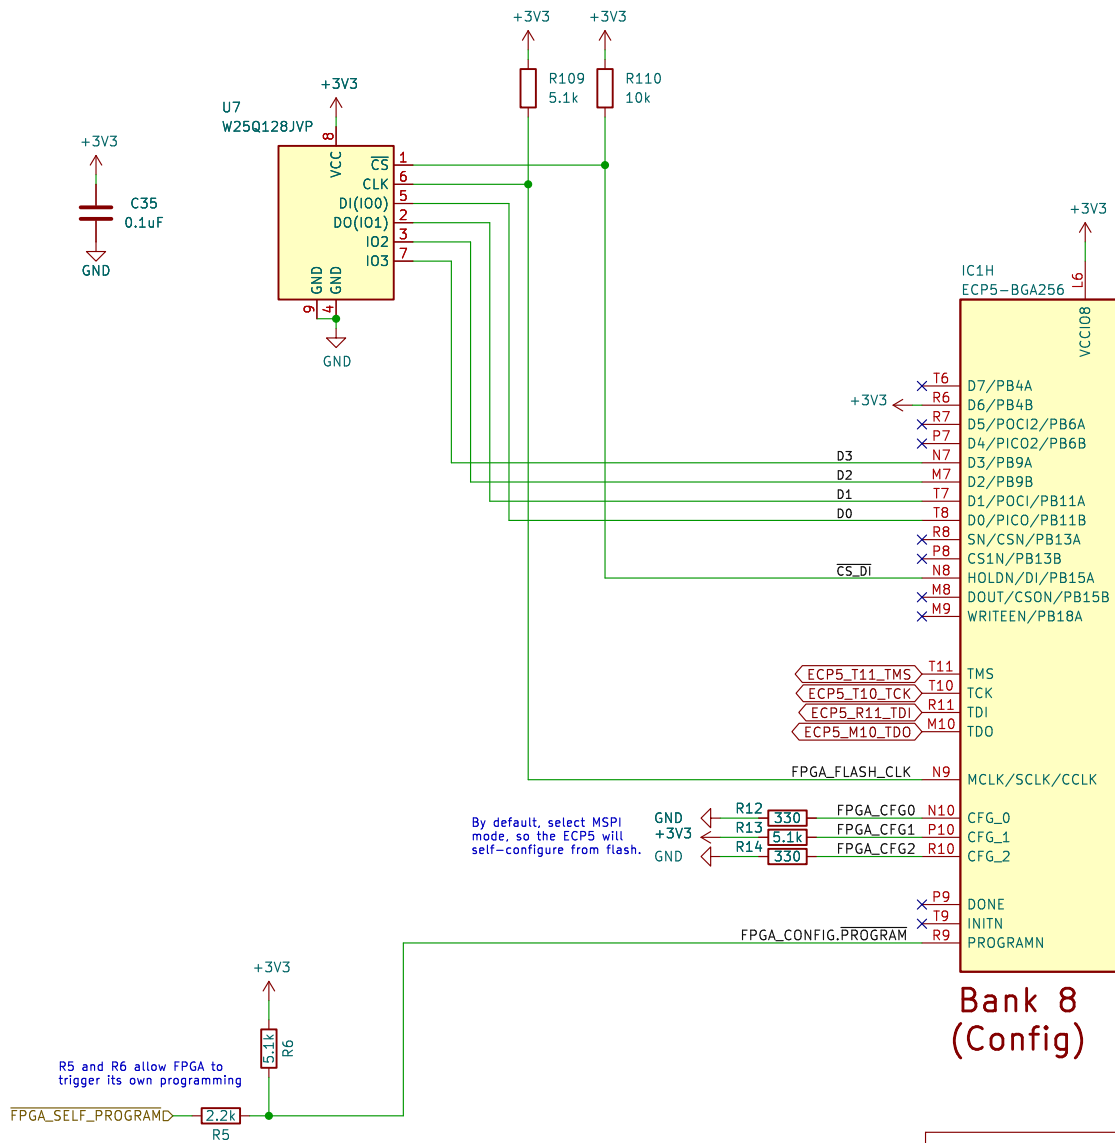 +3V3
+3V3
R109
5.1k
R110
10k
+3V3
U7
W25Q128JVP
8
VCC
C̅S̅
1
CLK
6
DI(IO0)
5
DO(IO1)
2
IO2
3
IO3
7
GND
GND
9
4
GND
+3V3
C35
0.1uF
GND
+3V3
IC1H
ECP5-BGA256
L6
VCCIO8
T6
D7/PB4A
+3V3
R6
D6/PB4B
R7
D5/POCI2/PB6A
P7
D4/PICO2/PB6B
D3
N7
D3/PB9A
D2
M7
D2/PB9B
D1
T7
D1/POCI/PB11A
D0
T8
D0/PICO/PB11B
R8
SN/CSN/PB13A
P8
CS1N/PB13B
C̅S̅_̅D̅I̅
N8
HOLDN/DI/PB15A
M8
DOUT/CSON/PB15B
M9
WRITEEN/PB18A
ECP5_T11_TMS
T11
TMS
ECP5_T10_TCK
T10
TCK
ECP5_R11_TDI
R11
TDI
ECP5_M10_TDO
M10
TDO
FPGA_FLASH_CLK
N9
MCLK/SCLK/CCLK
By default, select MSPI
mode, so the ECP5 will
self-configure from flash.
GND
R12
330
FPGA_CFG0
N10
CFG_0
+3V3
R13
5.1k
FPGA_CFG1
P10
CFG_1
GND
R14
330
FPGA_CFG2
R10
CFG_2
P9
DONE
T9
INITN
FPGA_CONFIG.P̅R̅O̅G̅R̅A̅M̅
R9
PROGRAMN
Bank 8
(Config)
+3V3
5.1k
R6
R5 and R6 allow FPGA to
trigger its own programming
F̅P̅G̅A̅_̅S̅E̅L̅F̅_̅P̅R̅O̅G̅R̅A̅M̅
2.2k
R5